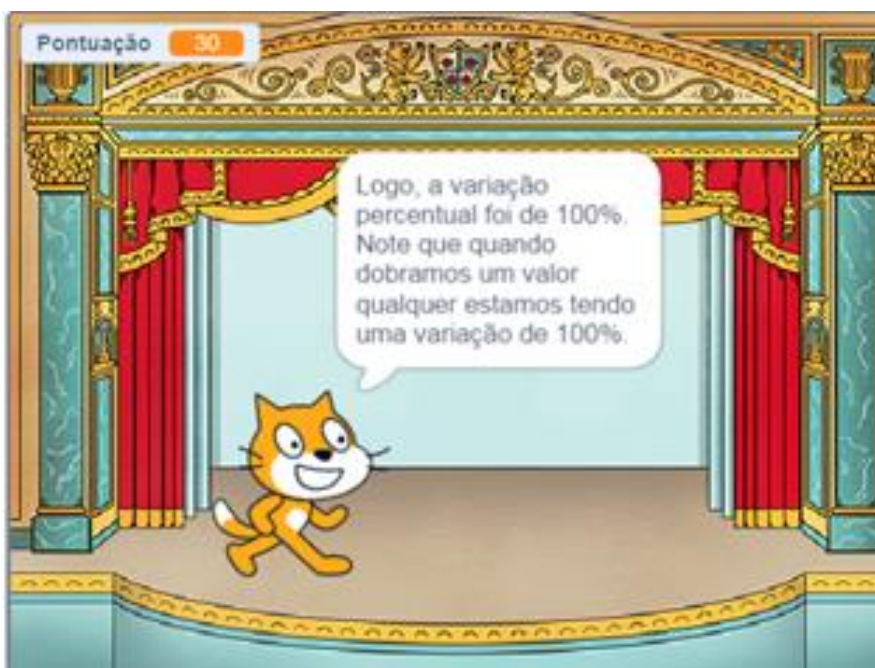 Pontuação 30
Logo, a variação
percentual foi de 100%.
Note que quando
dobramos um valor
qualquer estamos tendo
uma variação de 100%.